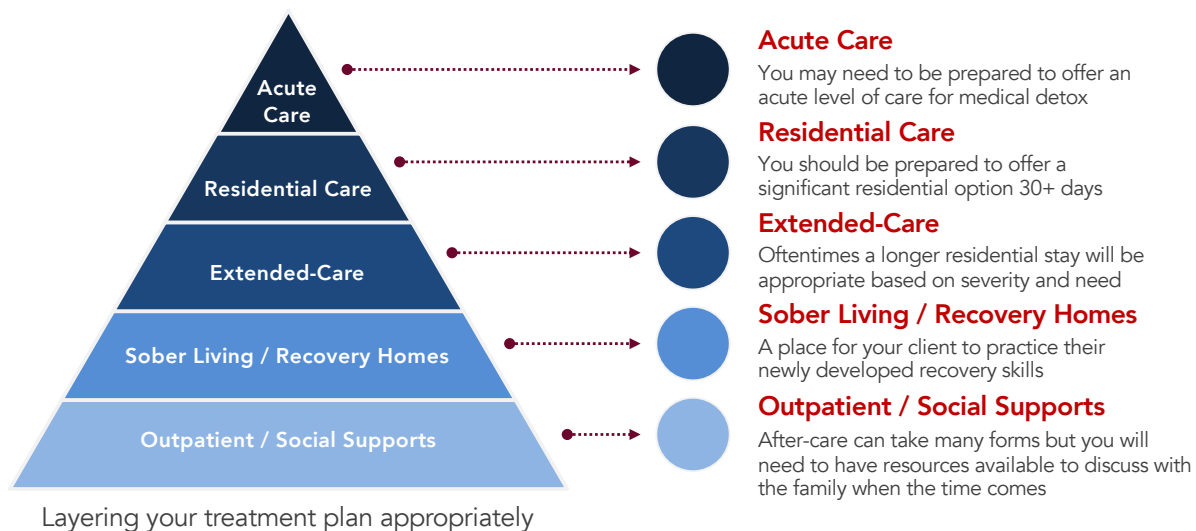 Acute
Care
Residential Care
Extended-Care
Sober Living / Recovery Homes
Outpatient / Social Supports
Layering your treatment plan appropriately
Acute Care
You may need to be prepared to offer an
acute level of care for medical detox
Residential Care
You should be prepared to offer a
significant residential option 30+ days
Extended-Care
Oftentimes a longer residential stay will be
appropriate based on severity and need
Sober Living / Recovery Homes
A place for your client to practice their
newly developed recovery skills
Outpatient / Social Supports
After-care can take many forms but you will
need to have resources available to discuss with
the family when the time comes